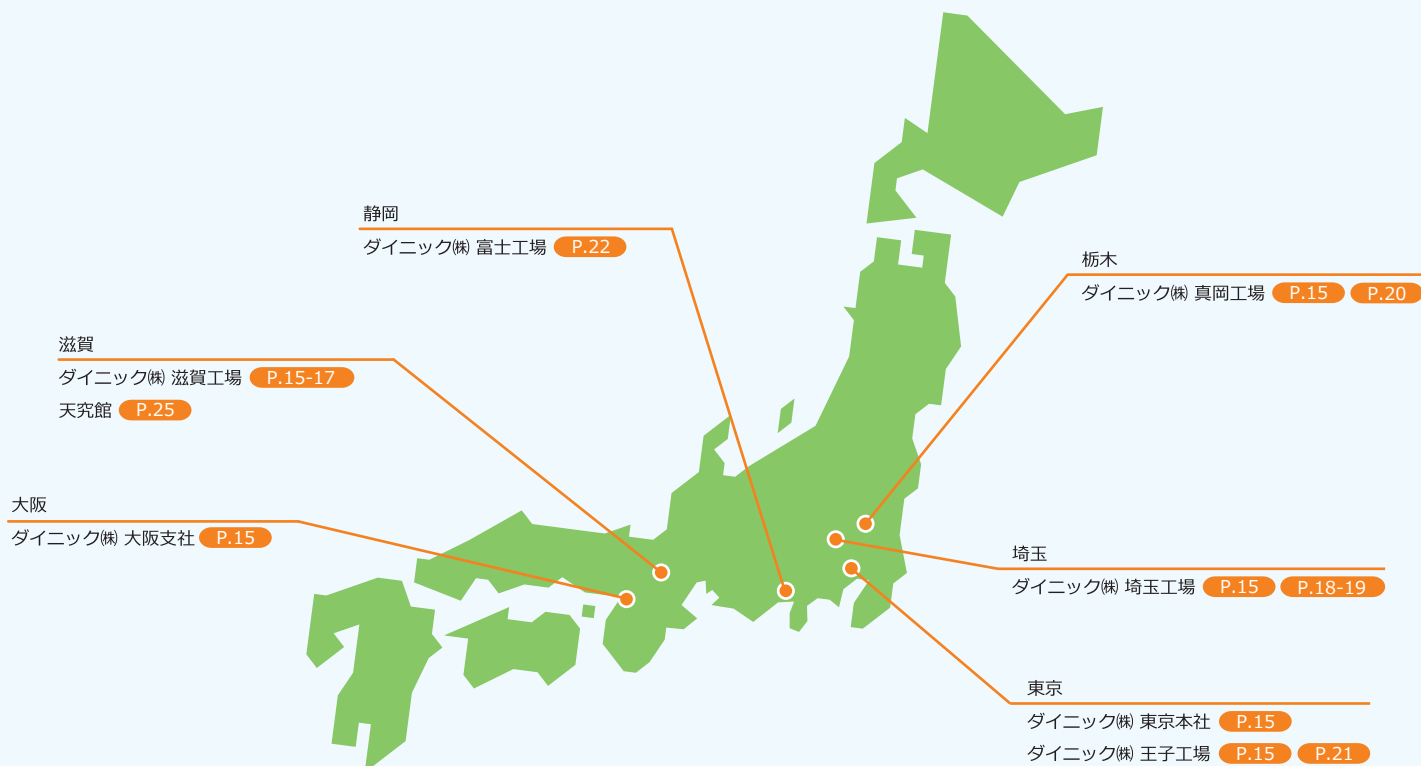 静岡
ダイニック㈱ 富士工場 P.22
栃木
ダイニック㈱ 真岡工場 P.15 P.20
滋賀
ダイニック㈱ 滋賀工場 P.15-17
天究館 P.25
大阪
ダイニック㈱ 大阪支社 P.15
埼玉
ダイニック㈱ 埼玉工場 P.15 P.18-19
東京
ダイニック㈱ 東京本社 P.15
ダイニック㈱ 王子工場 P.15 P.21